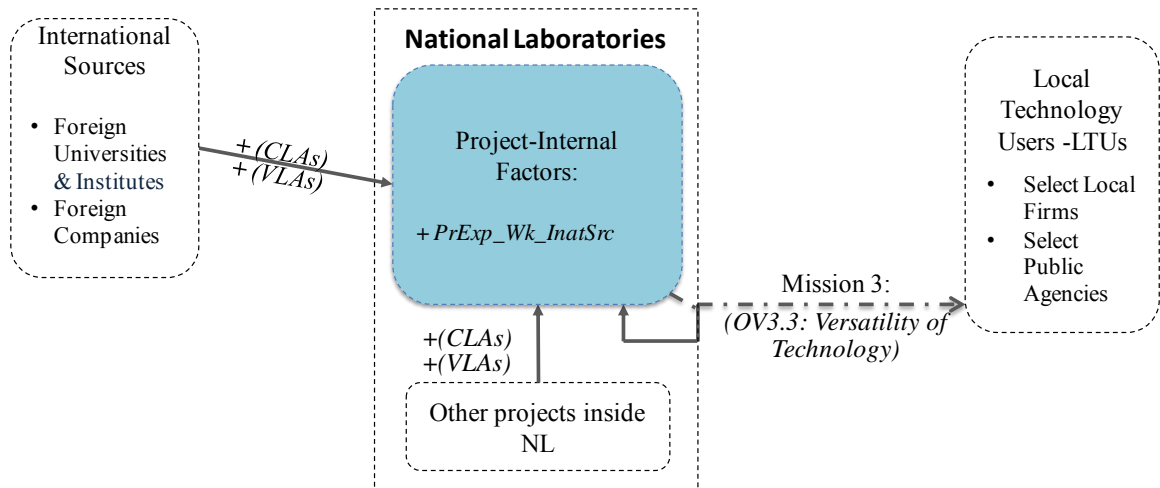 International
Sources
• Foreign
Universities
& Institutes
• Foreign
Companies
+ (CLAs)
+ (VLAs)
National Laboratories
Project-Internal
Factors:
+ PrExp_Wk_InatSrc
+(CLAs)
+(VLAs)
Other projects inside
NL
Mission 3:
(OV3.3: Versatility of
Technology)
Local
Technology
Users -LTUs
• Select Local
Firms
• Select
Public
Agencies